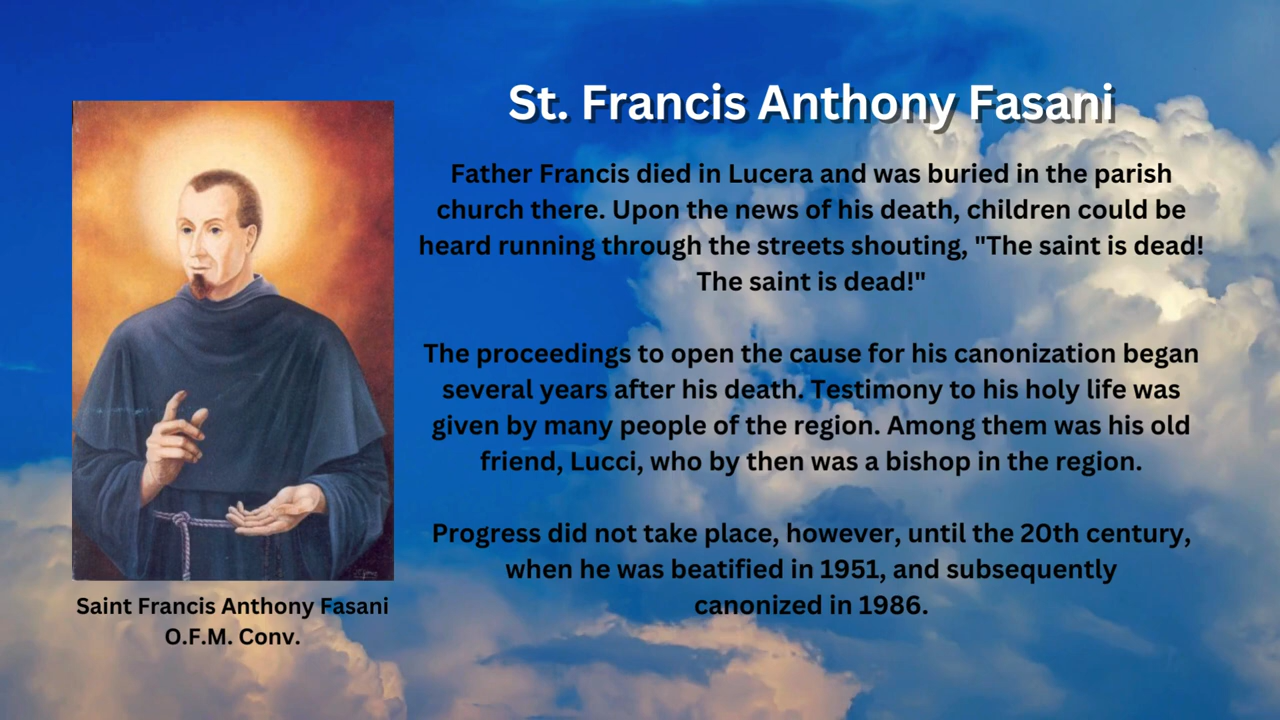 St. Francis Anthony Fasani
Father Francis died in Lucera and was buried in the parish
church there. Upon the news of his death, children could be
heard running through the streets shouting, "The saint is dead!
The saint is dead!"
The proceedings to open the cause for his canonization began
several years after his death. Testimony to his holy life was
given by many people of the region. Among them was his old
friend, Lucci, who by then was a bishop in the region.
Progress did not take place, however, until the 20th century,
when he was beatified in 1951, and subsequently
canonized in 1986.
Saint Francis Anthony Fasani
O.F.M. Conv.